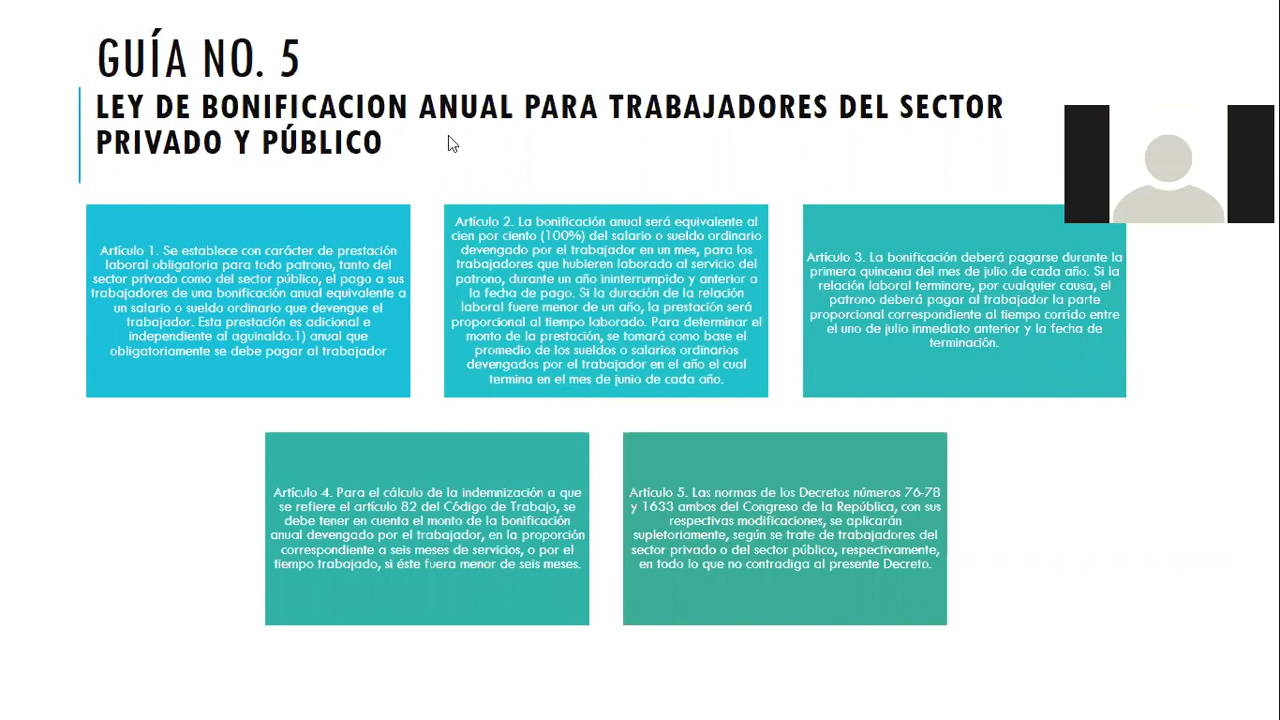 GUÍA NO. 5
LEY DE BONIFICACION ANUAL PARA TRABAJADORES DEL SECTOR
PRIVADO Y PÚBLICO
Artículo 1. Se establece con carácter de prestación
laboral obligatoria para todo patrono, tanto del
sector privado como del sector público, el pago a sus
trabajadores de una bonificación anual equivalente a
un salario o sueldo ordinario que devengue el
trabajador. Esta prestación es adicional e
independiente al aguinaldo.1) anual que
obligatoriamente se debe pagar al trabajador
Artículo 2. La bonificación anual será equivalente al
cien por ciento (100%) del salario o sueldo ordinario
devengado por el trabajador en un mes, para los
trabajadores que hubieren laborado al servicio del
patrono, durante un año ininterrumpido y anterior a
la fecha de pago. Si la duración de la relación
laboral fuere menor de un año, la prestación será
proporcional al tiempo laborado. Para determinar el
monto de la prestación, se tomará como base el
promedio de los sueldos o salarios ordinarios
devengados por el trabajador en el año el cual
termina en el mes de junio de cada año.
Artículo 3. La bonificación deberá pagarse durante la
primera quincena del mes de julio de cada año. Si la
relación laboral terminare, por cualquier causa, el
patrono deberá pagar al trabajador la parte
proporcional correspondiente al tiempo corrido entre
el uno de julio inmediato anterior y la fecha de
terminación.
Artículo 4. Para el cálculo de la indemnización a que
se refiere el artículo 82 del Código de Trabajo, se
debe tener en cuenta el monto de la bonificación
anual devengado por el trabajador, en la proporción
correspondiente a seis meses de servicios, o por el
tiempo trabajado, si éste fuera menor de seis meses.
Artículo 5. Las normas de los Decretos números 76-78
y 1633 ambos del Congreso de la República, con sus
respectivas modificaciones, se aplicarán
supletoriamente, según se trate de trabajadores del
sector privado o del sector público, respectivamente,
en todo lo que no contradiga al presente Decreto.